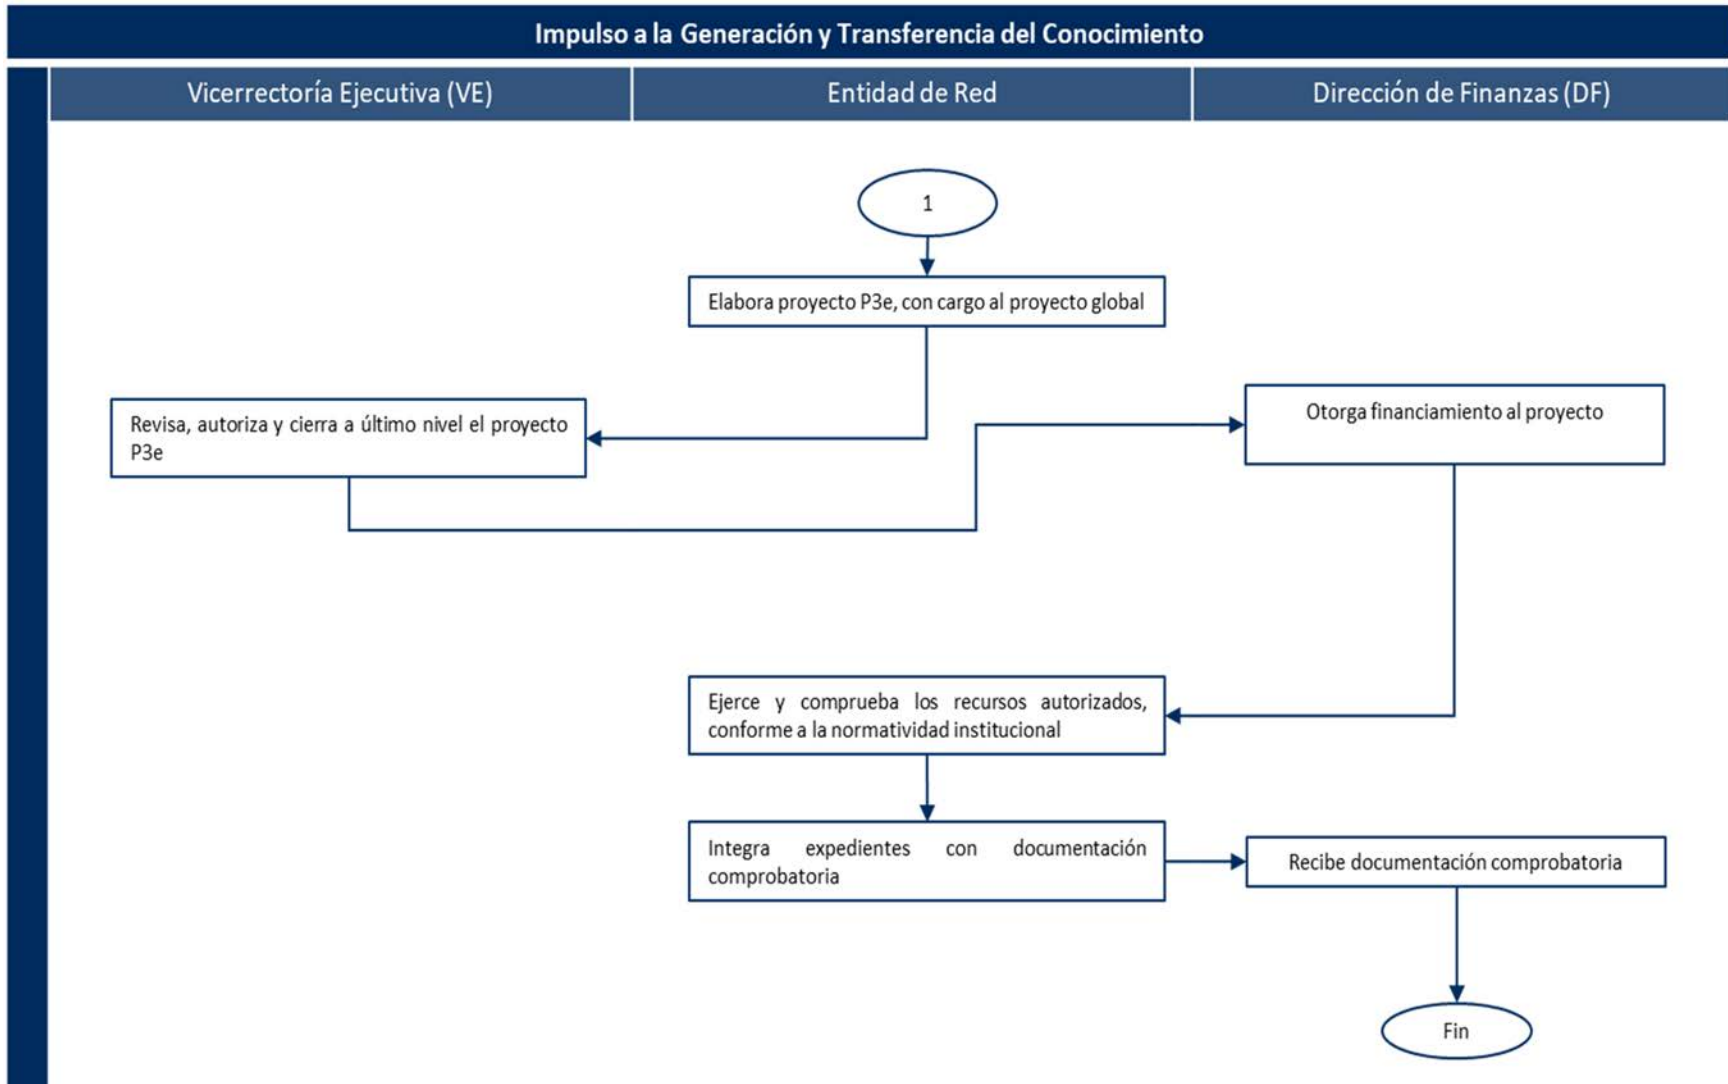 Impulso a la Generación y Transferencia del Conocimiento
Vicerrectoría Ejecutiva (VE)
Entidad de Red
Dirección de Finanzas (DF)
1
Elabora proyecto P3e, con cargo al proyecto global
Revisa, autoriza y cierra a último nivel el proyecto
P3e
Otorga financiamiento al proyecto
Ejerce y comprueba los recursos autorizados,
conforme a la normatividad institucional
Integra expedientes con documentación
comprobatoria
Recibe documentación comprobatoria
Fin